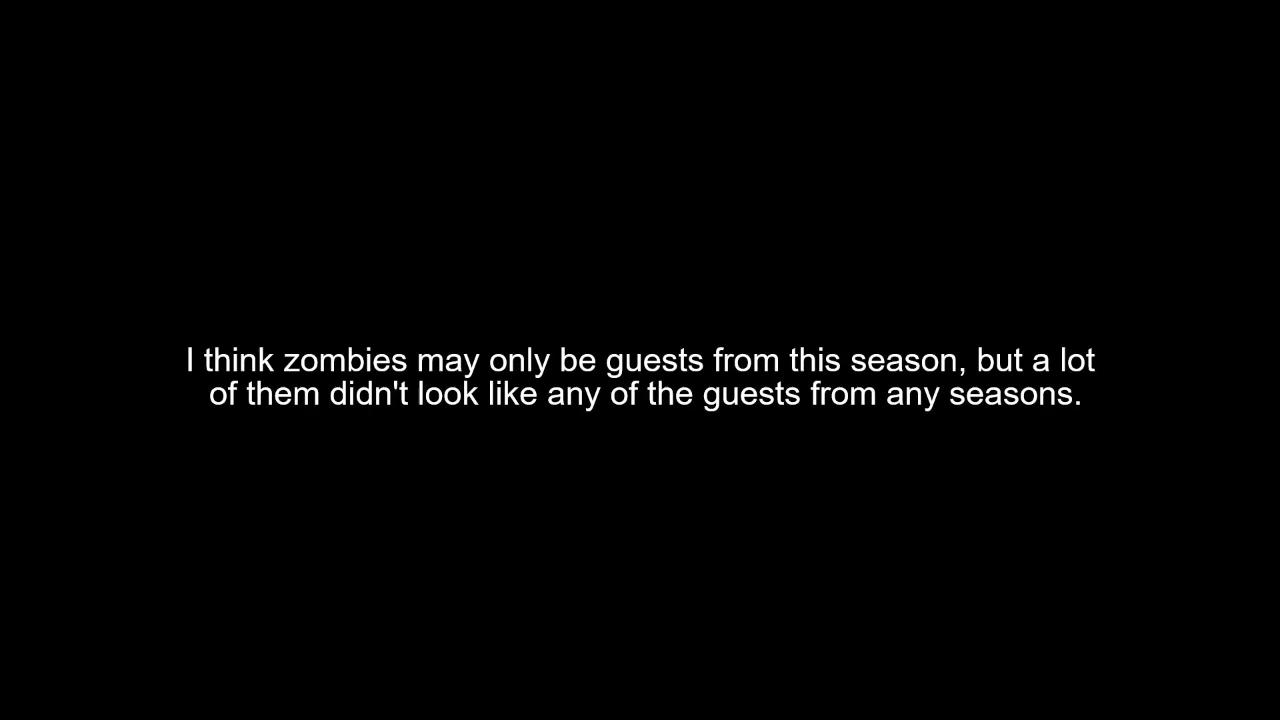 I think zombies may only be guests from this season, but a lot
of them didn't look like any of the guests from any seasons.